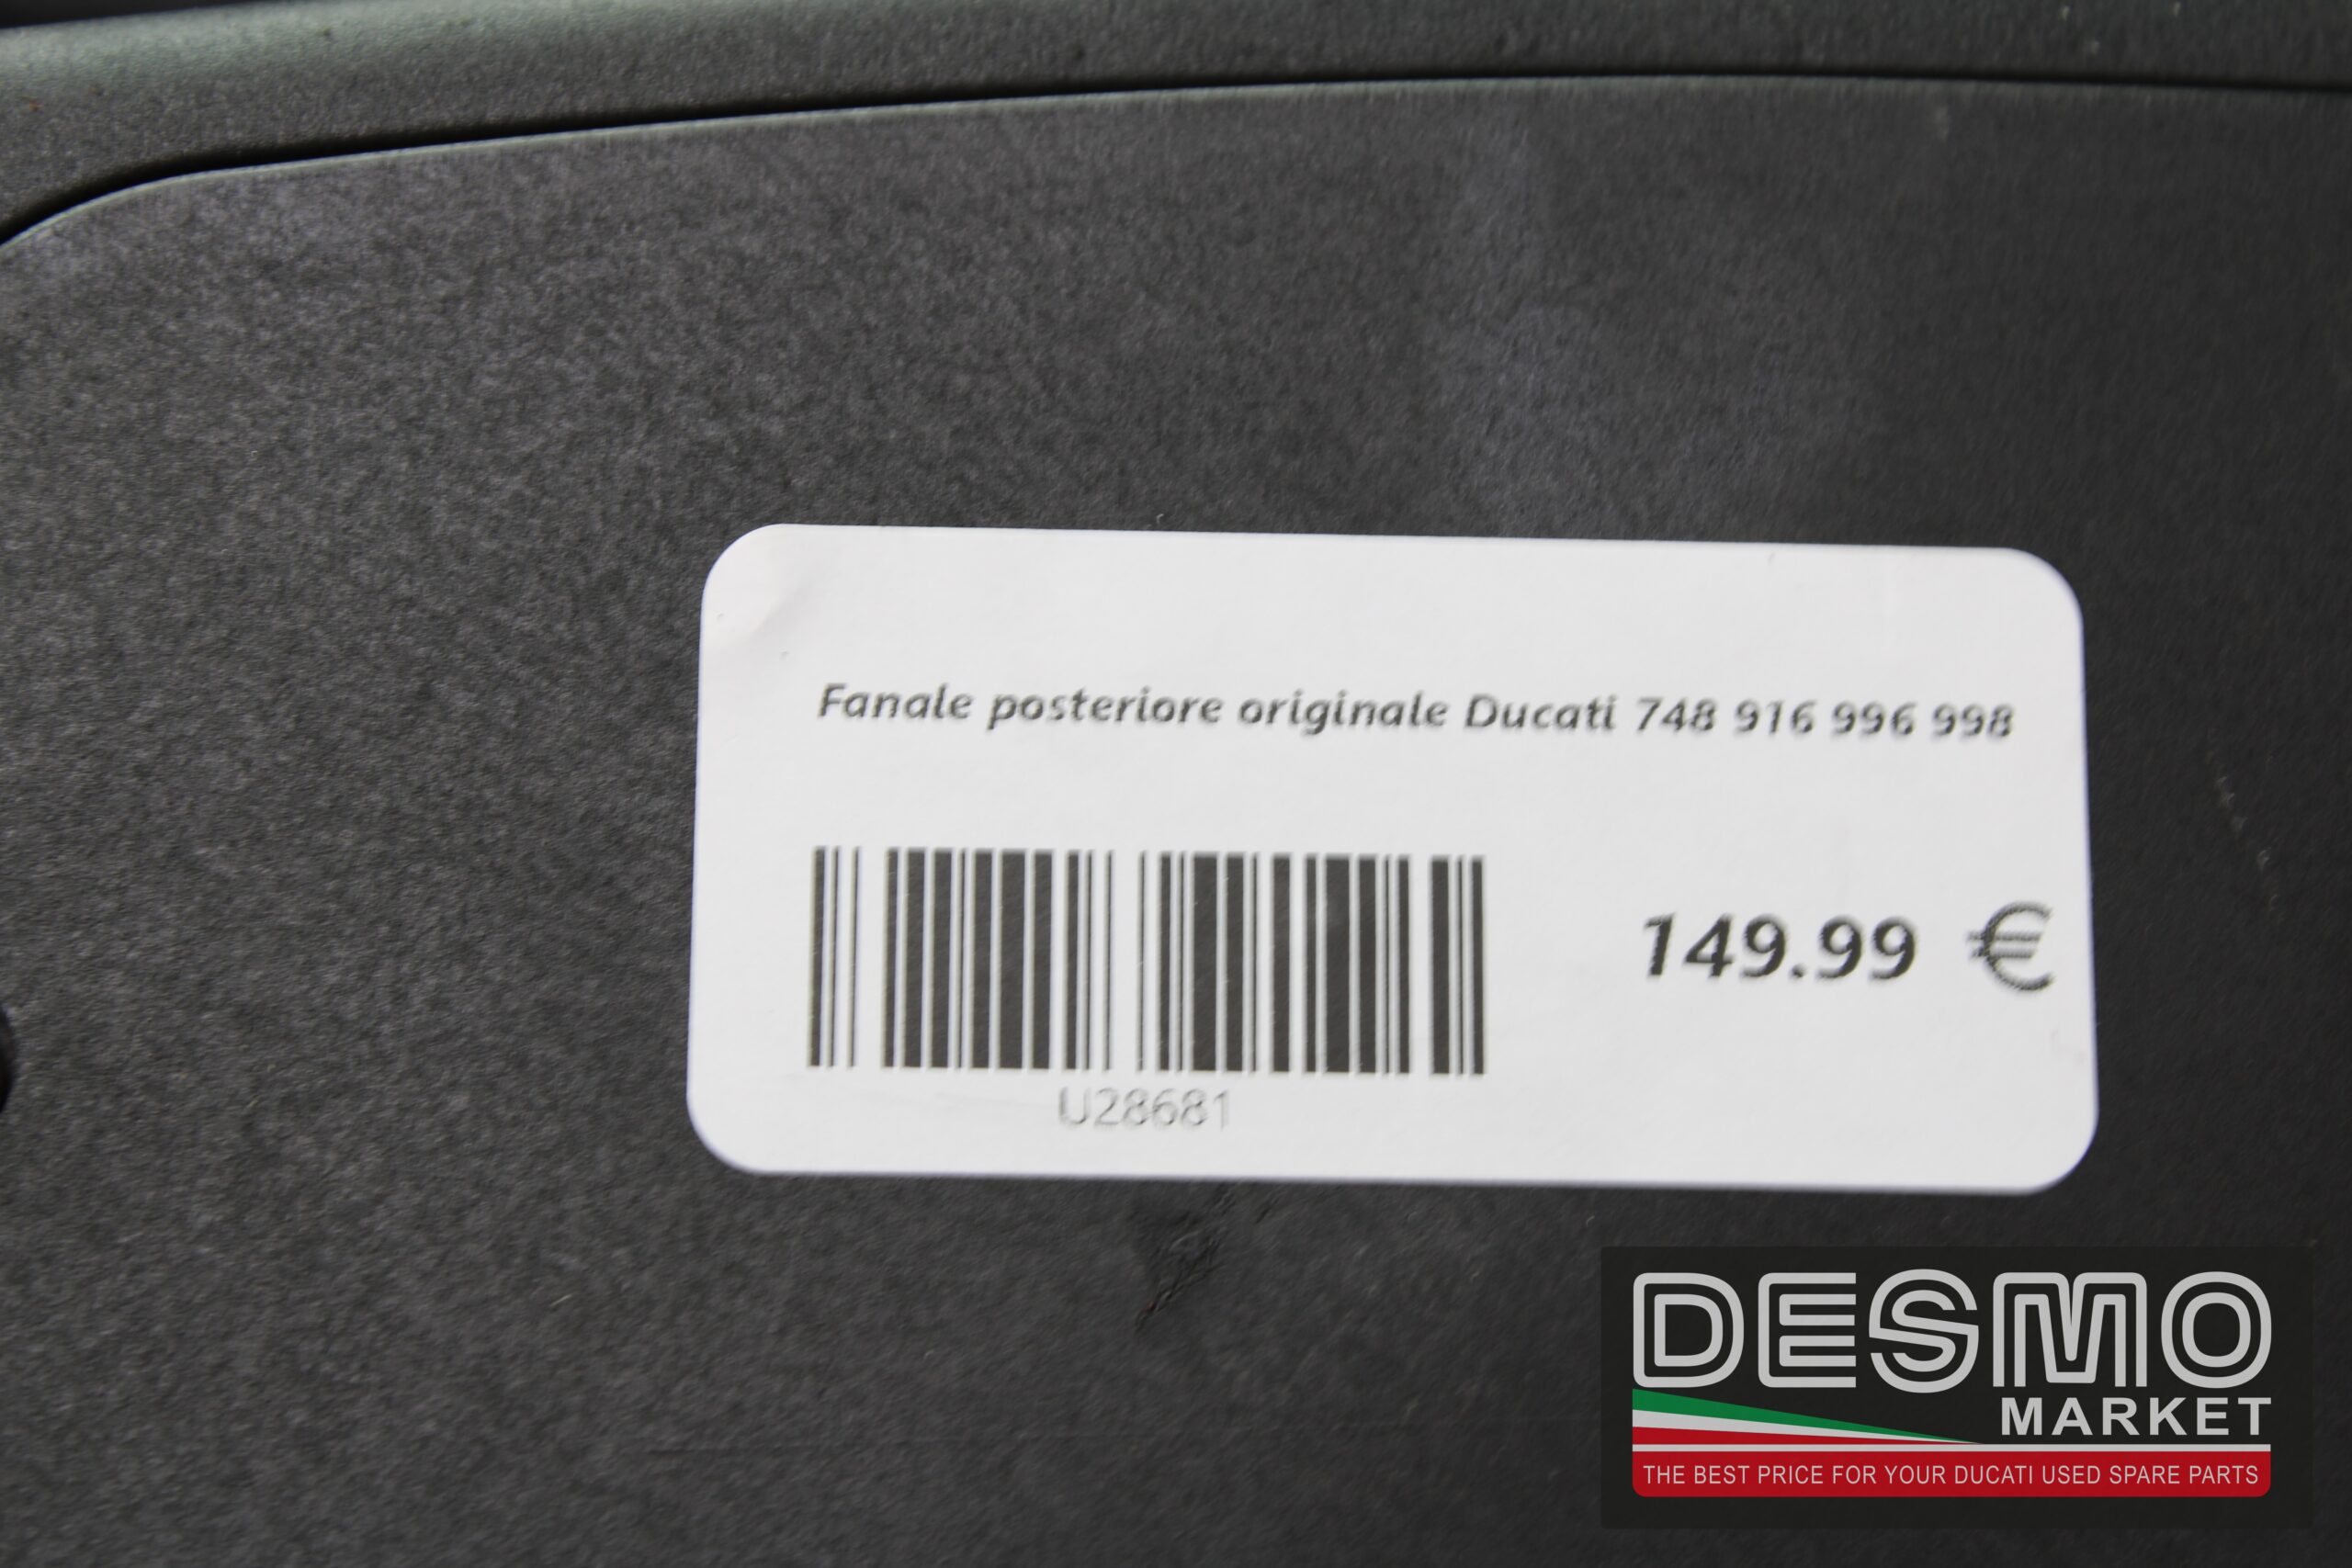 Fanale posteriore originale Ducati 748 916 996 998
149.99 €
U28681
DESMO
MARKET
THE BEST PRICE FOR YOUR DUCATI USED SPARE PARTS